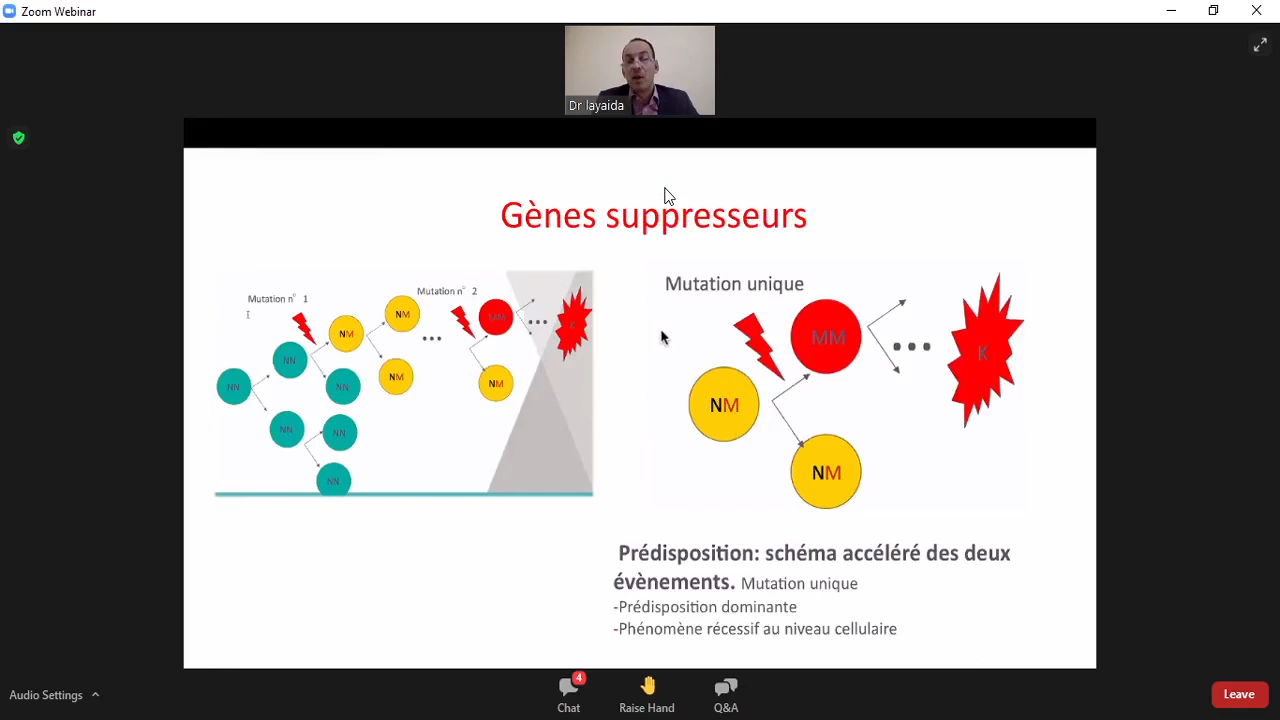 Zoom Webinar
Dr layaida
Gènes suppresseurs
Mutation n° 1
Mutation n° 2
NN
NN
NN
NN
NN
NN
NN
NM
NM
NM
NM
MM
K
Mutation unique
NM
MM
NM
K
Prédisposition: schéma accéléré des deux
évènements. Mutation unique
-Prédisposition dominante
-Phénomène récessif au niveau cellulaire
Audio Settings
4
Chat
Raise Hand
Q&A
Leave